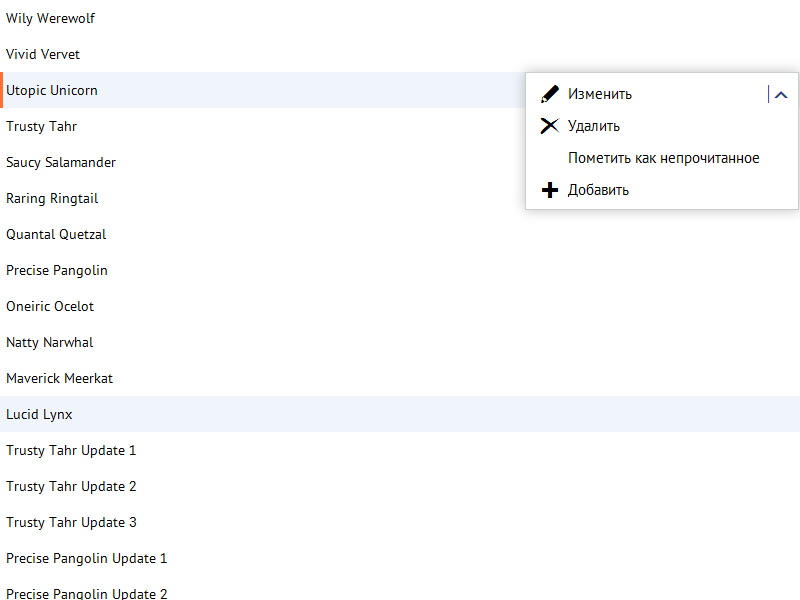 Wily Werewolf
Vivid Vervet
Utopic Unicorn
Изменить
Удалить
Пометить как непрочитанное
Добавить
Trusty Tahr
Saucy Salamander
Raring Ringtail
Quantal Quetzal
Precise Pangolin
Oneiric Ocelot
Natty Narwhal
Maverick Meerkat
Lucid Lynx
Trusty Tahr Update 1
Trusty Tahr Update 2
Trusty Tahr Update 3
Precise Pangolin Update 1
Precise Pangolin Update 2